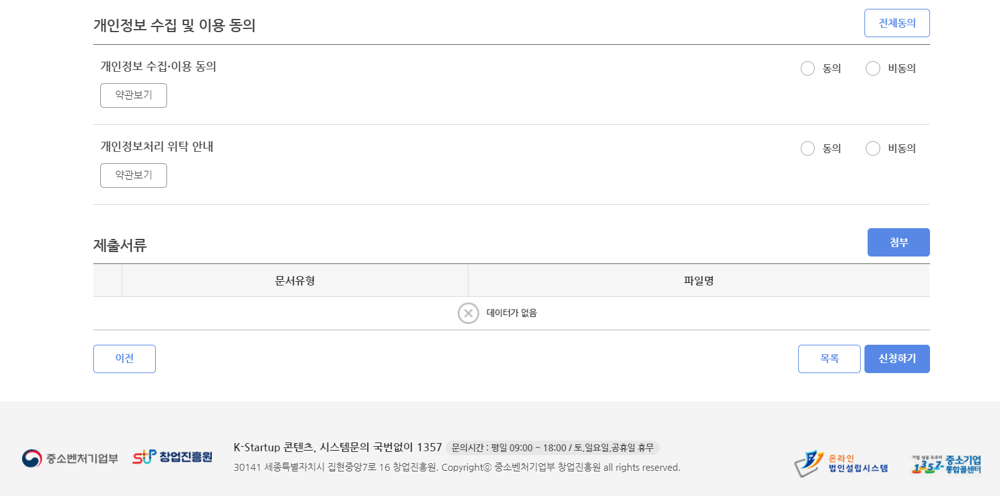 개인정보 수집 및 이용 동의
전체동의
개인정보 수집·이용 동의
동의
비동의
약관보기
개인정보처리 위탁 안내
동의
비동의
약관보기
제출서류
첨부
문서유형
파일명
데이터가 없음
이전
목록
신청하기
중소벤처기업부
창업진흥원
K-Startup 콘텐츠, 시스템문의 국번없이 1357 문의시간 : 평일 09:00 ~ 18:00 / 토,일요일,공휴일 휴무
30141 세종특별자치시 집현중앙7로 16 창업진흥원. Copyrightⓒ 중소벤처기업부 창업진흥원 all rights reserved.
온라인
법인설립시스템
기업 성공 도우미
1357
중소기업
통합콜센터